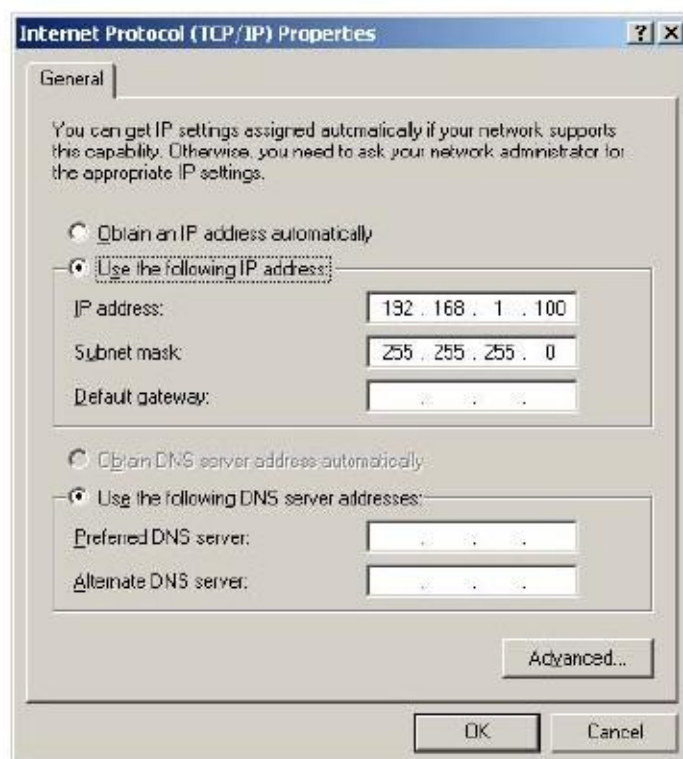 Internet Protocol (TCP/IP) Properties
General
You can get IP settings assigned automatically if your network supports
this capability. Otherwise, you need to ask your network administrator for
the appropriate IP settings.
Obtain an IP address automatically
Use the following IP address:
IP address: 192 . 168 . 1 . 100
Subnet mask: 255 . 255 . 255 . 0
Default gateway: . . .
Obtain DNS server address automatically
Use the following DNS server addresses:
Preferred DNS server: . . .
Alternate DNS server: . . .
Advanced...
OK Cancel